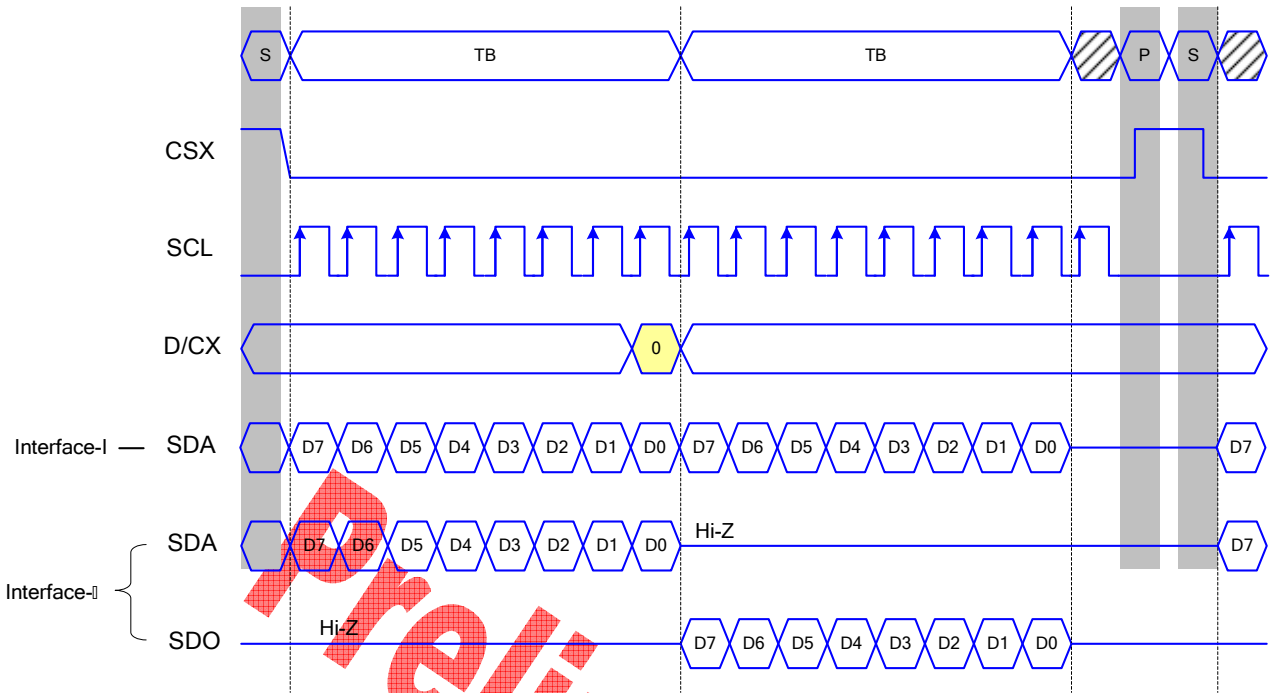 S TB TB P S
CSX
SCL
D/CX 0
Interface-I SDA D7 D6 D5 D4 D3 D2 D1 D0 D7 D6 D5 D4 D3 D2 D1 D0 D7
SDA D7 D6 D5 D4 D3 D2 D1 D0 Hi-Z D7
Interface-▯
SDO Hi-Z D7 D6 D5 D4 D3 D2 D1 D0
Preli